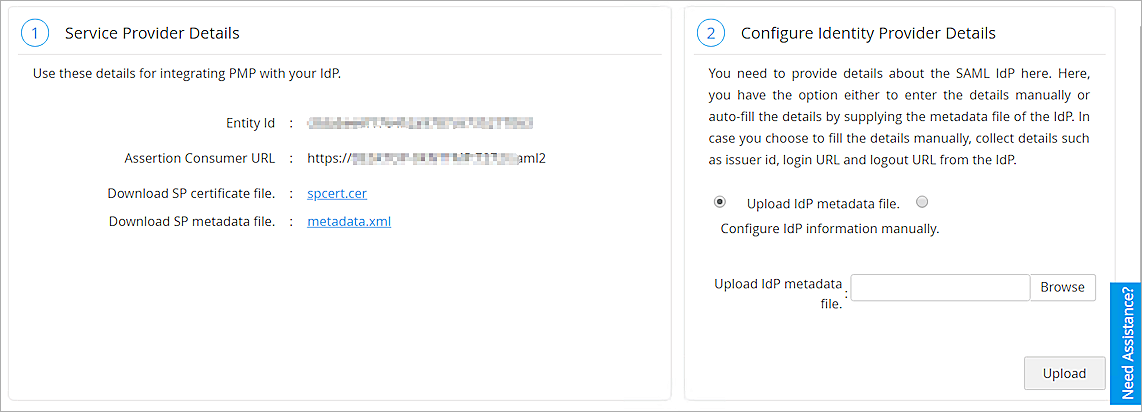 1 Service Provider Details
Use these details for integrating PMP with your IdP.
Entity Id :
Assertion Consumer URL : https:// aml2
Download SP certificate file. : spcert.cer
Download SP metadata file. : metadata.xml
2 Configure Identity Provider Details
You need to provide details about the SAML IdP here. Here,
you have the option either to enter the details manually or
auto-fill the details by supplying the metadata file of the IdP. In
case you choose to fill the details manually, collect details such
as issuer id, login URL and logout URL from the IdP.
Upload IdP metadata file.
Configure IdP information manually.
Upload IdP metadata
file. : Browse
Upload
Need Assistance?